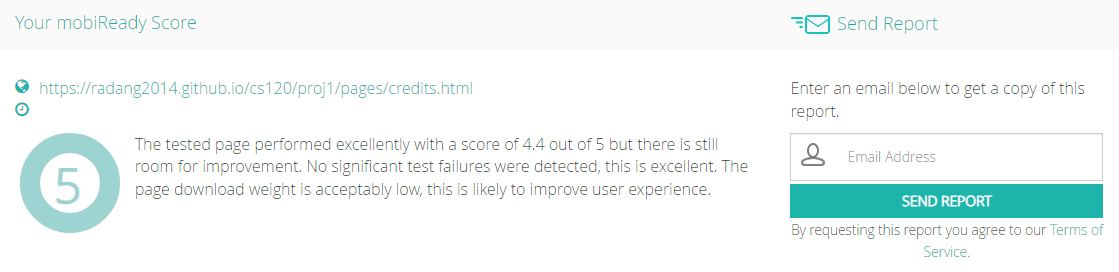 Your mobiReady Score
Send Report
https://radang2014.github.io/cs120/proj1/pages/credits.html
5
The tested page performed excellently with a score of 4.4 out of 5 but there is still
room for improvement. No significant test failures were detected, this is excellent. The
page download weight is acceptably low, this is likely to improve user experience.
Enter an email below to get a copy of this
report.
Email Address
SEND REPORT
By requesting this report you agree to our Terms of
Service.